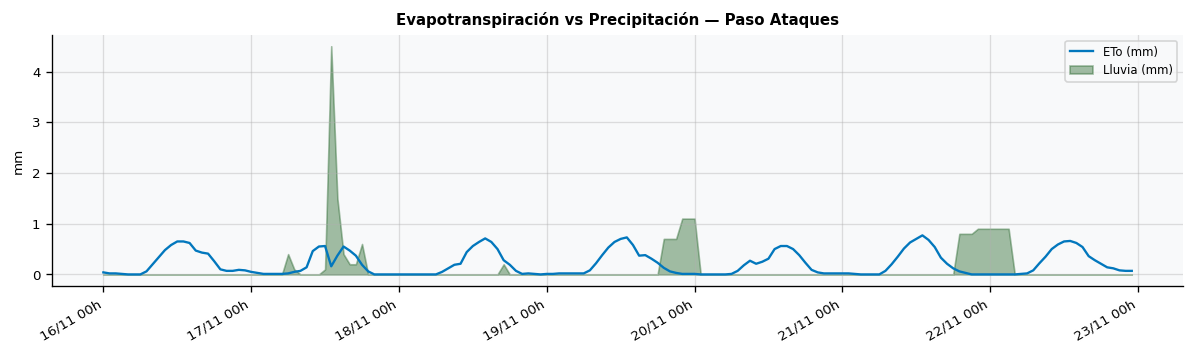 Evapotranspiración vs Precipitación — Paso Ataques
ETo (mm)
Lluvia (mm)
mm
4
3
2
1
0
16/11 00h
17/11 00h
18/11 00h
19/11 00h
20/11 00h
21/11 00h
22/11 00h
23/11 00h